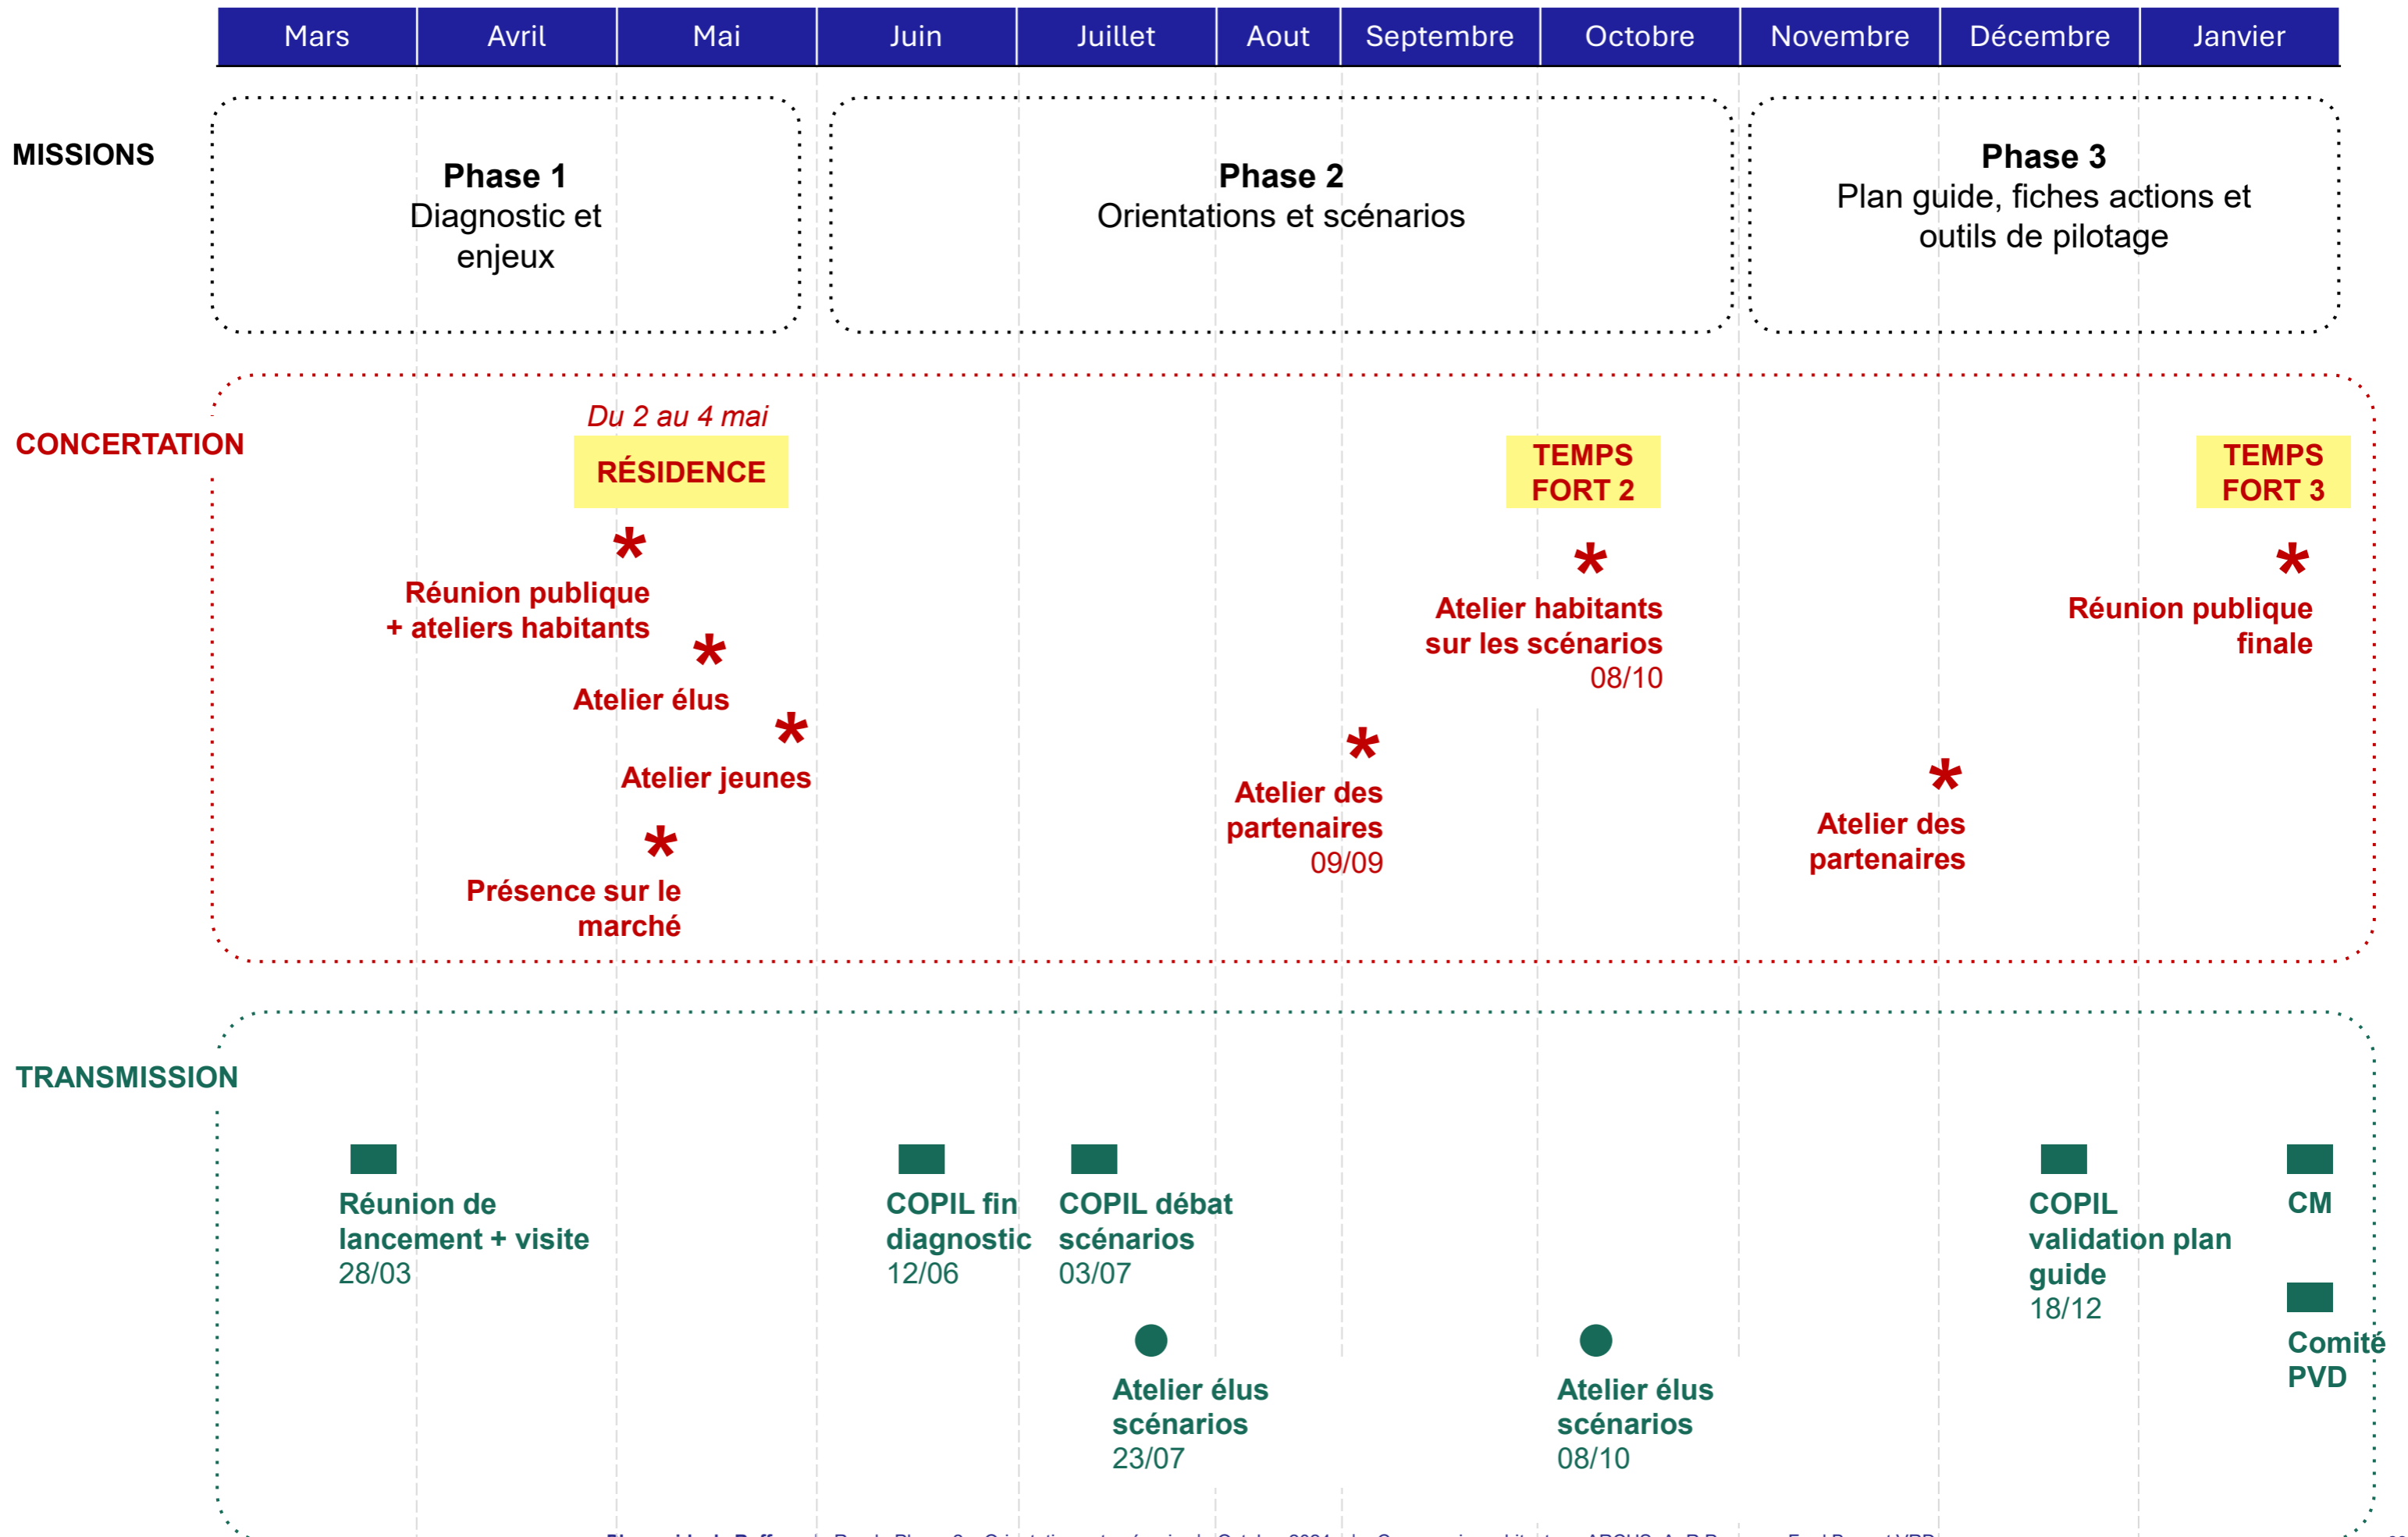 Mars Avril Mai Juin Juillet Aout Septembre Octobre Novembre Décembre Janvier
MISSIONS
Phase 1
Diagnostic et
enjeux
Phase 2
Orientations et scénarios
Phase 3
Plan guide, fiches actions et
outils de pilotage
CONCERTATION
Du 2 au 4 mai
RÉSIDENCE
*
Réunion publique
+ ateliers habitants
*
Atelier élus
*
Atelier jeunes
*
Présence sur le
marché
*
Atelier des
partenaires
09/09
TEMPS
FORT 2
*
Atelier habitants
sur les scénarios
08/10
*
Atelier des
partenaires
TEMPS
FORT 3
*
Réunion publique
finale
TRANSMISSION
Réunion de
lancement + visite
28/03
COPIL fin
diagnostic
12/06
COPIL débat
scénarios
03/07
Atelier élus
scénarios
23/07
Atelier élus
scénarios
08/10
COPIL
validation plan
guide
18/12
CM
Comité
PVD